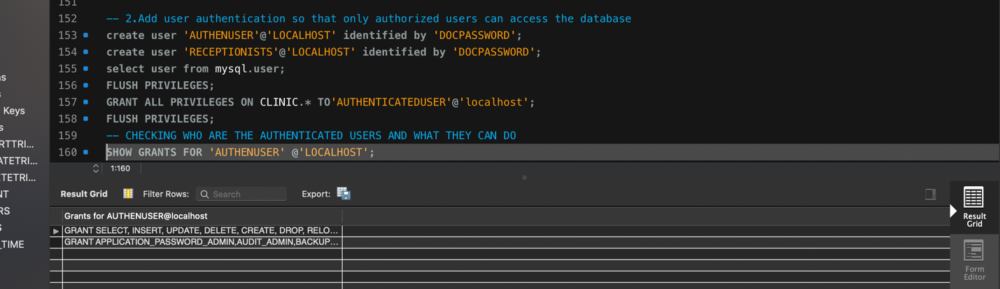 151
152 -- 2.Add user authentication so that only authorized users can access the database
153 create user 'AUTHENUSER'@'LOCALHOST' identified by 'DOCPASSWORD';
154 create user 'RECEPTIONISTS'@'LOCALHOST' identified by 'DOCPASSWORD';
155 select user from mysql.user;
156 FLUSH PRIVILEGES;
157 GRANT ALL PRIVILEGES ON CLINIC.* TO'AUTHENTICATEDUSER'@'localhost';
158 FLUSH PRIVILEGES;
159 -- CHECKING WHO ARE THE AUTHENTICATED USERS AND WHAT THEY CAN DO
160 SHOW GRANTS FOR 'AUTHENUSER' @'LOCALHOST';
Keys
RTTRI...
ATETRI...
ETETRI...
NT
RS
S
_TIME
1:160
Result Grid Filter Rows: Search Export:
Grants for AUTHENUSER@localhost
GRANT SELECT, INSERT, UPDATE, DELETE, CREATE, DROP, RELO...
GRANT APPLICATION_PASSWORD_ADMIN,AUDIT_ADMIN,BACKUP...
Result
Grid
Form
Editor